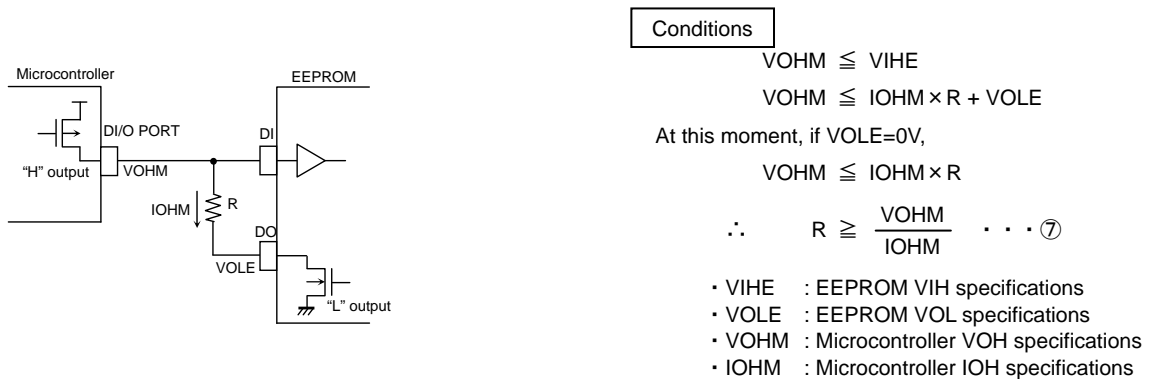 Microcontroller
EEPROM
DI/O PORT
DI
"H" output
VOHM
IOHM
R
DO
VOLE
"L" output
Conditions
VOHM ≦ VIHE
VOHM ≦ IOHM×R + VOLE
At this moment, if VOLE=0V,
VOHM ≦ IOHM×R
∴ R ≧ VOHM / IOHM ・・・⑦
・VIHE : EEPROM VIH specifications
・VOLE : EEPROM VOL specifications
・VOHM : Microcontroller VOH specifications
・IOHM : Microcontroller IOH specifications